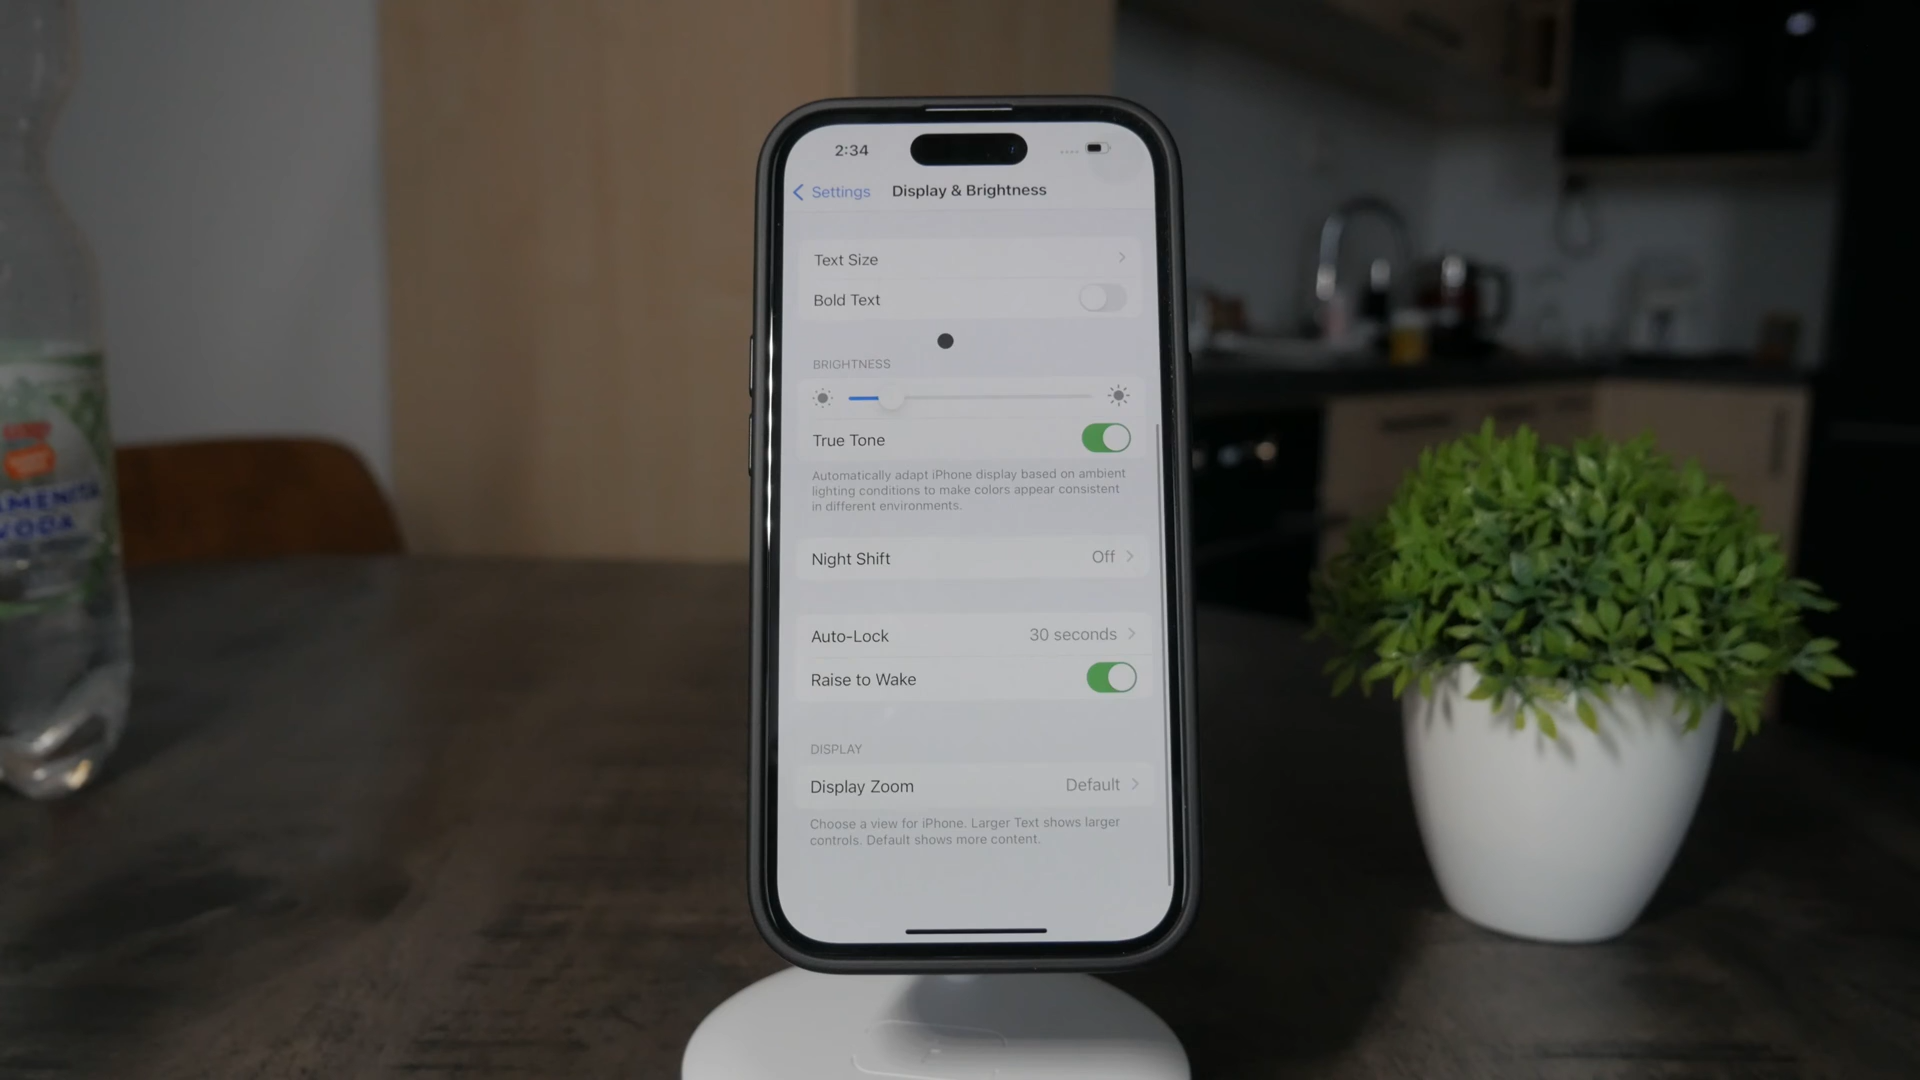 2:34
Settings
Display & Brightness
Text Size
Bold Text
BRIGHTNESS
True Tone
Automatically adapt iPhone display based on ambient
lighting conditions to make colors appear consistent
in different environments.
Night Shift
Off
Auto-Lock
30 seconds
Raise to Wake
DISPLAY
Display Zoom
Default
Choose a view for iPhone. Larger Text shows larger
controls. Default shows more content.
VODA